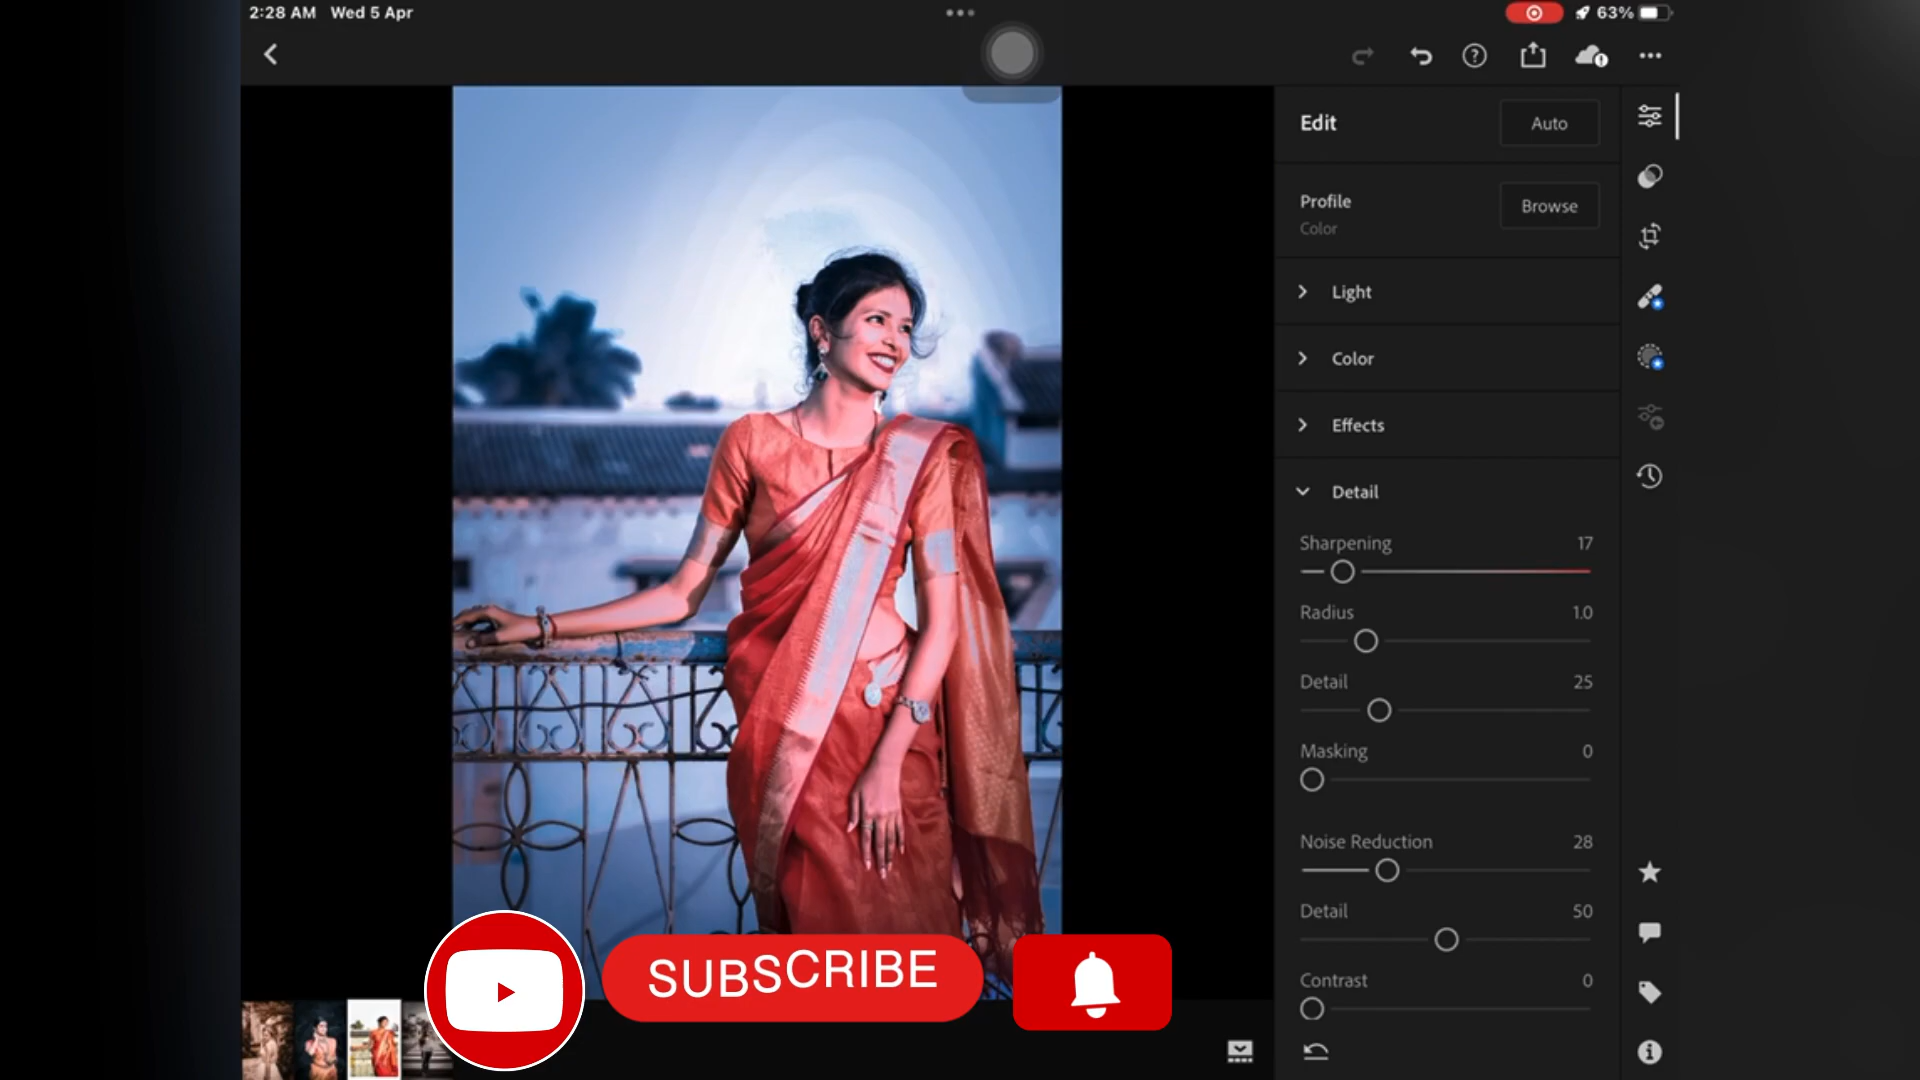 2:28 AM Wed 5 Apr
63%
Edit
Auto
Profile
Browse
Color
Light
Color
Effects
Detail
Sharpening 17
Radius 1.0
Detail 25
Masking 0
Noise Reduction 28
Detail 50
Contrast 0
SUBSCRIBE